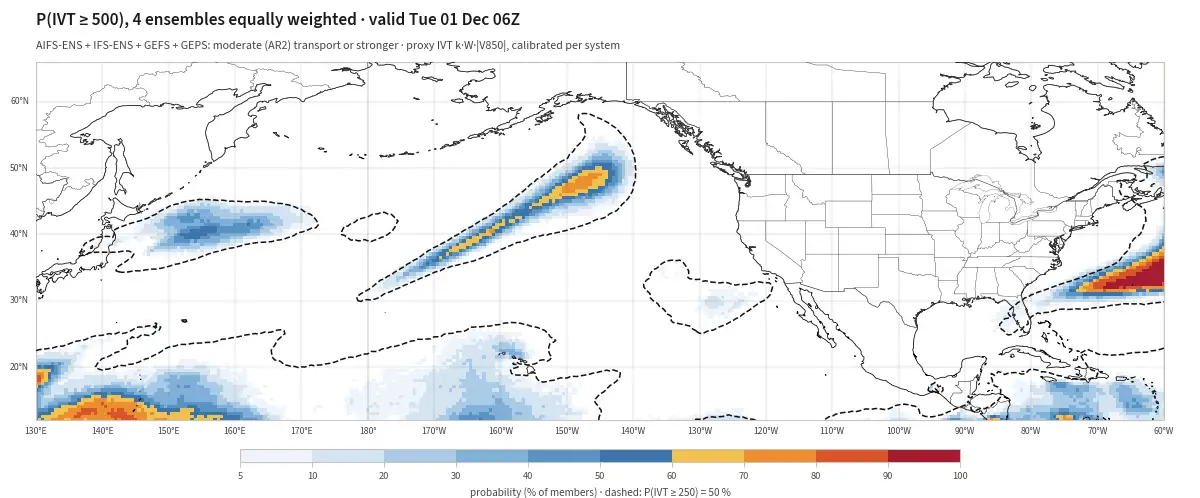 P(IVT ≥ 500), 4 ensembles equally weighted · valid Tue 01 Dec 06Z
AIFS-ENS + IFS-ENS + GEFS + GEPS: moderate (AR2) transport or stronger · proxy IVT k·W·|V850|, calibrated per system
60°N
50°N
40°N
30°N
20°N
130°E 140°E 150°E 160°E 170°E 180° 170°W 160°W 150°W 140°W 130°W 120°W 110°W 100°W 90°W 80°W 70°W 60°W
5 10 20 30 40 50 60 70 80 90 100
probability (% of members) · dashed: P(IVT ≥ 250) = 50 %